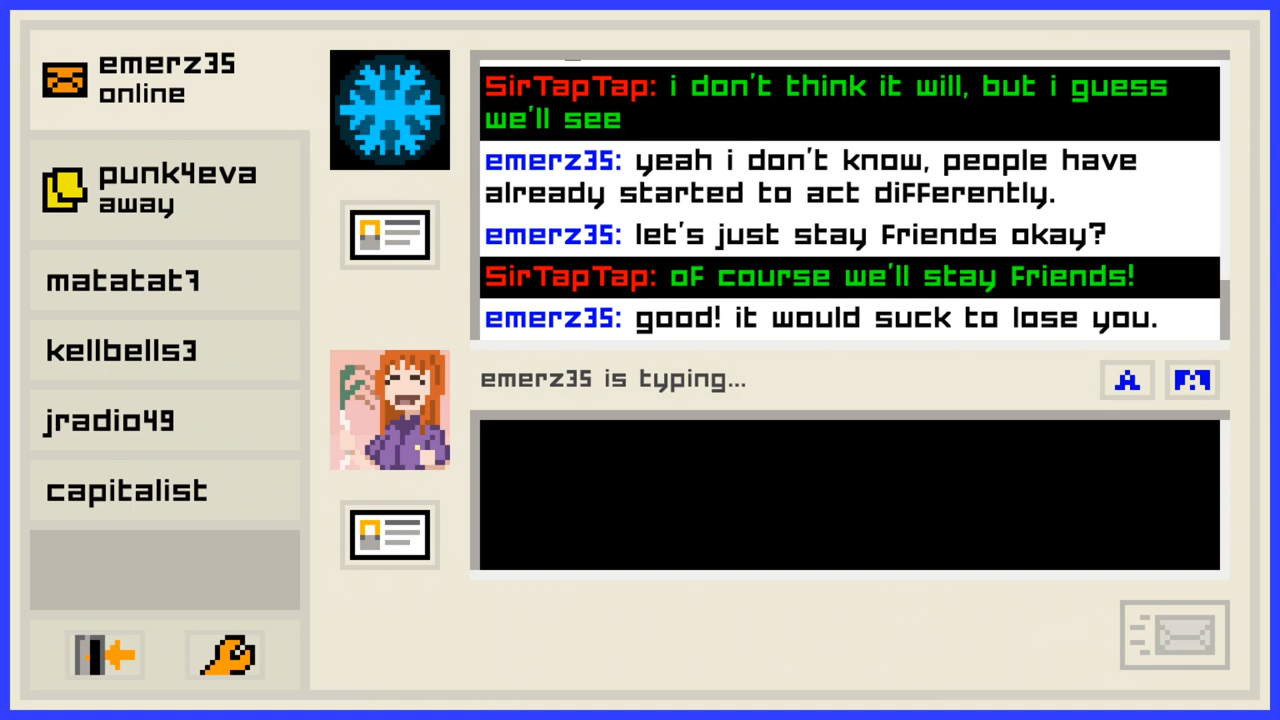 emerz35
online
punk4eva
away
matatat7
kellbells3
jradio49
capitalist
SirTapTap: i don't think it will, but i guess
we'll see
emerz35: yeah i don't know, people have
already started to act differently.
emerz35: let's just stay friends okay?
SirTapTap: of course we'll stay friends!
emerz35: good! it would suck to lose you.
emerz35 is typing...
A